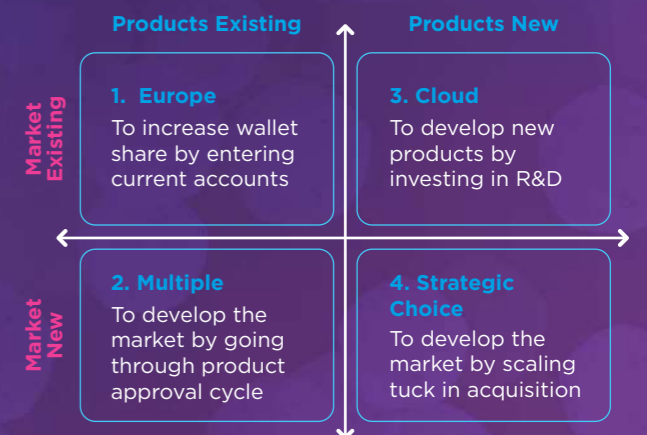 Products Existing
Products New
Market
Existing
1. Europe
To increase wallet
share by entering
current accounts
3. Cloud
To develop new
products by
investing in R&D
Market
New
2. Multiple
To develop the
market by going
through product
approval cycle
4. Strategic
Choice
To develop the
market by scaling
tuck in acquisition